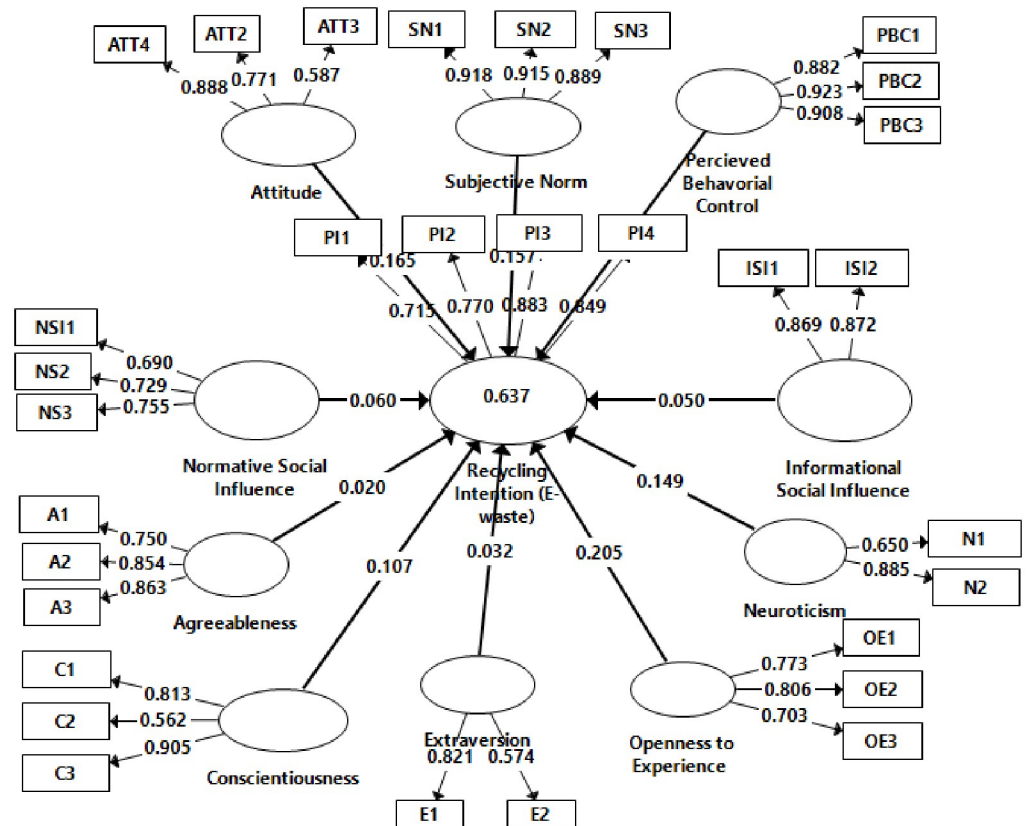 ATT4
ATT2
ATT3
SN1
SN2
SN3
PBC1
PBC2
PBC3
0.888
0.771
0.587
0.918
0.915
0.889
0.882
0.923
0.908
Attitude
Subjective Norm
Percieved
Behavorial
Control
PI1
PI2
PI3
PI4
0.165
0.157
0.715
0.770
0.883
0.849
ISI1
ISI2
0.869
0.872
NSI1
NS2
NS3
0.690
0.729
0.755
0.060
0.637
0.050
Normative Social
Influence
Recycling
Intention (E-
waste)
Informational
Social Influence
0.020
0.149
A1
A2
A3
0.750
0.854
0.863
Agreeableness
0.107
0.032
0.205
N1
N2
0.650
0.885
Neuroticism
C1
C2
C3
0.813
0.562
0.905
Conscientiousness
Extraversion
0.821
0.574
E1
E2
Openness to
Experience
OE1
OE2
OE3
0.773
0.806
0.703